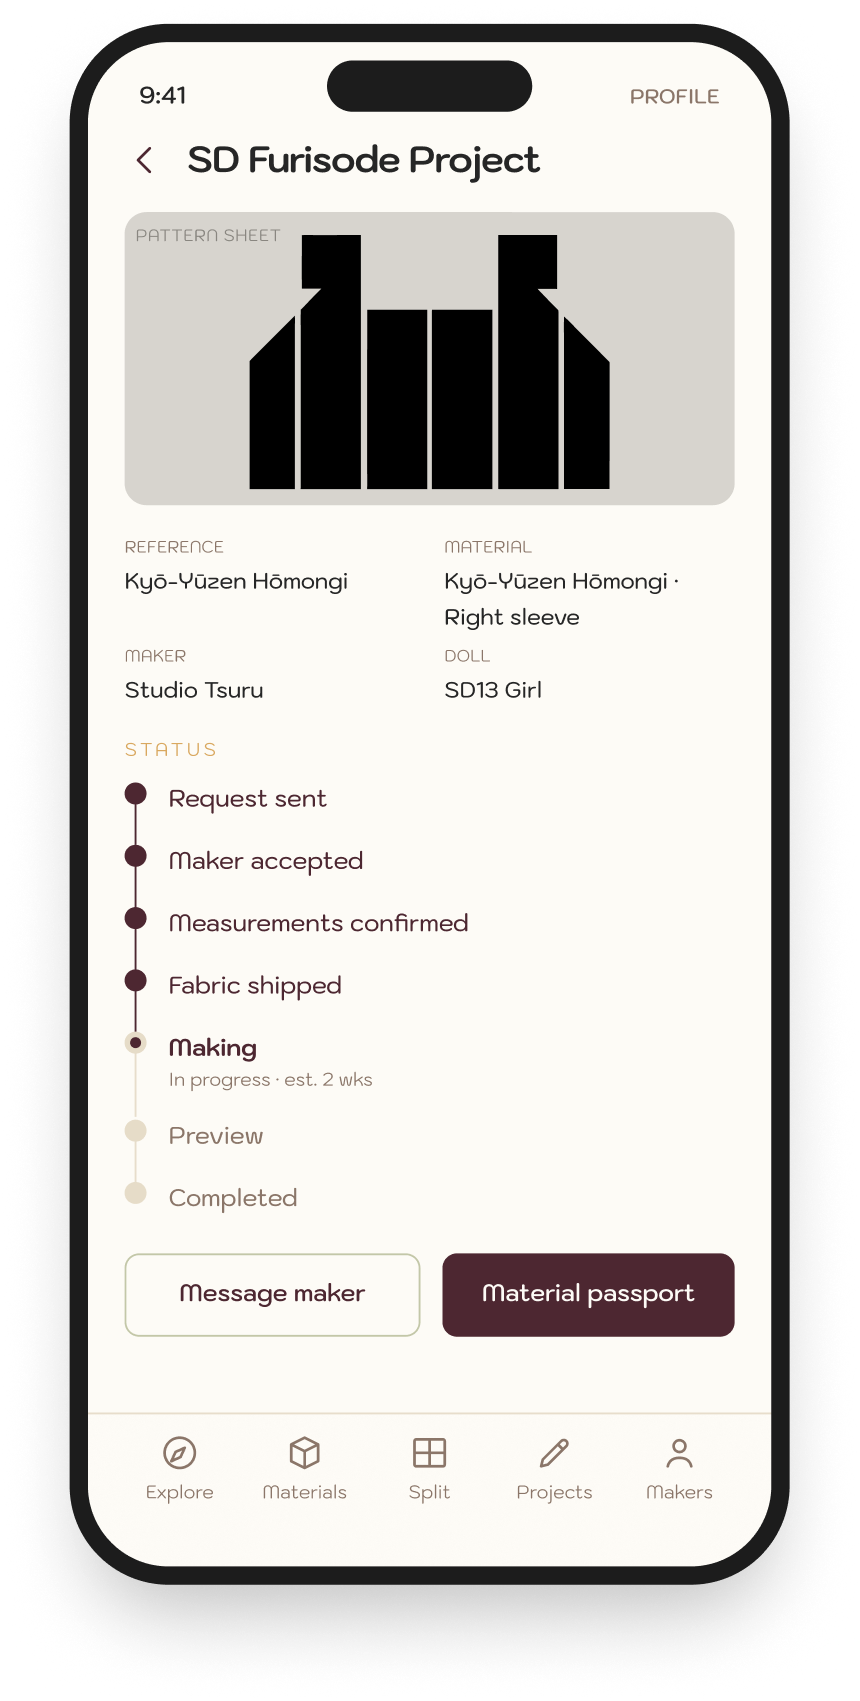 9:41
PROFILE
SD Furisode Project
PATTERN SHEET
REFERENCE
Kyō-Yūzen Hōmongi
MATERIAL
Kyō-Yūzen Hōmongi ·
Right sleeve
MAKER
Studio Tsuru
DOLL
SD13 Girl
STATUS
Request sent
Maker accepted
Measurements confirmed
Fabric shipped
Making
In progress · est. 2 wks
Preview
Completed
Message maker
Material passport
Explore
Materials
Split
Projects
Makers